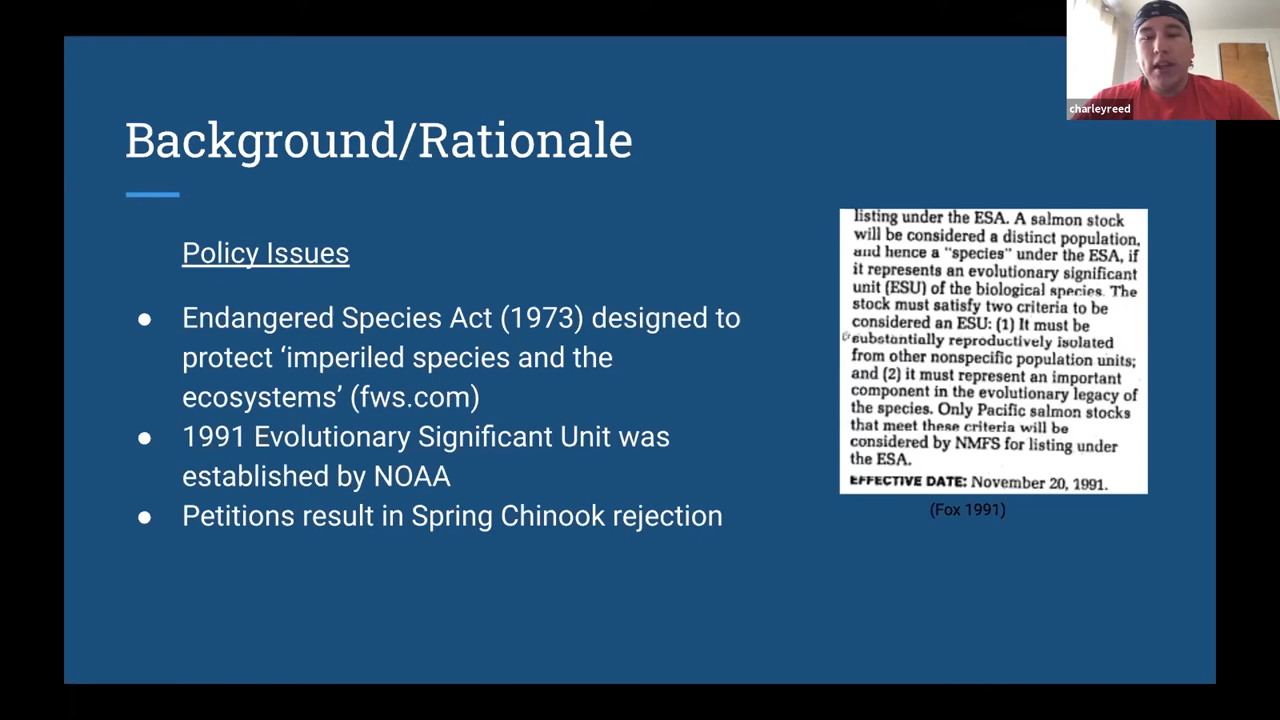 charleyreed
Background/Rationale
Policy Issues
● Endangered Species Act (1973) designed to
protect ‘imperiled species and the
ecosystems’ (fws.com)
● 1991 Evolutionary Significant Unit was
established by NOAA
● Petitions result in Spring Chinook rejection
listing under the ESA. A salmon stock
will be considered a distinct population,
and hence a "species" under the ESA, if
it represents an evolutionary significant
unit (ESU) of the biological species. The
stock must satisfy two criteria to be
considered an ESU: (1) It must be
substantially reproductively isolated
from other nonspecific population units;
and (2) it must represent an important
component in the evolutionary legacy of
the species. Only Pacific salmon stocks
that meet these criteria will be
considered by NMFS for listing under
the ESA.
EFFECTIVE DATE: November 20, 1991.
(Fox 1991)